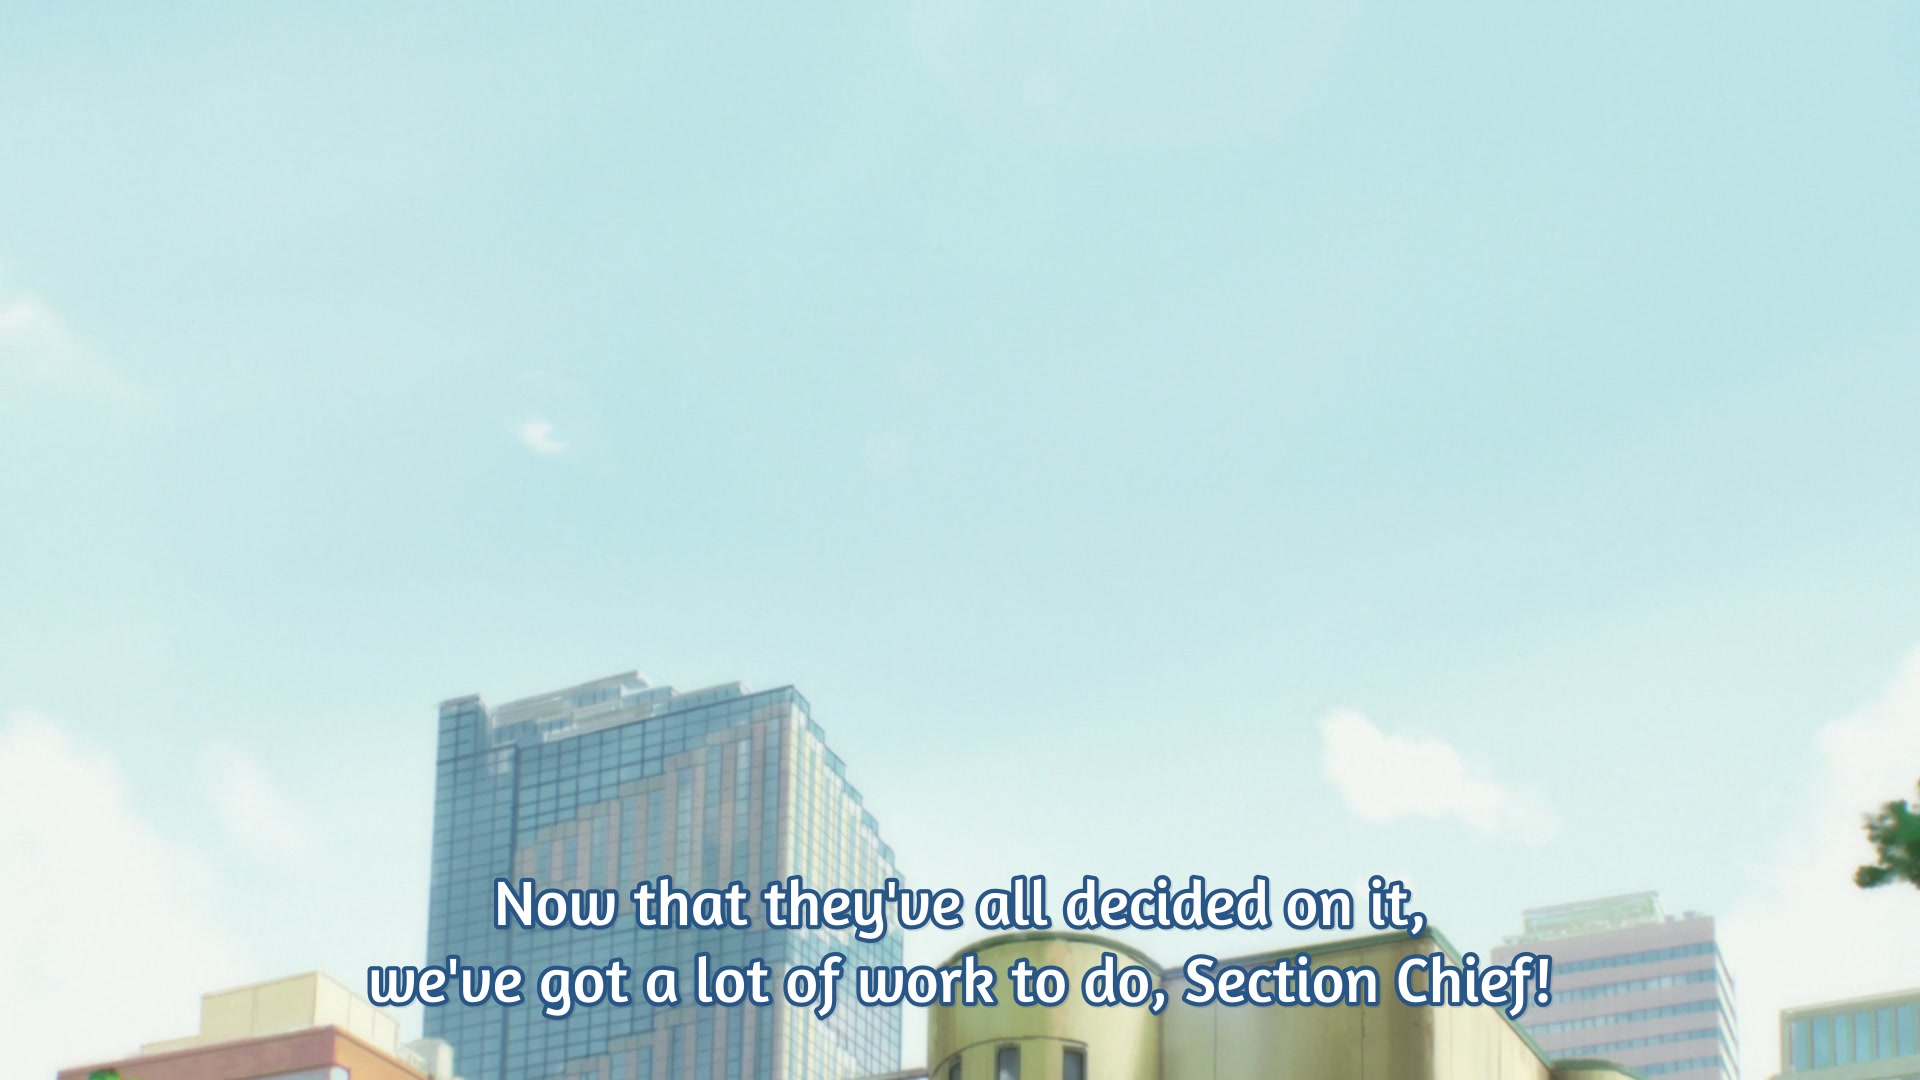 Now that they've all decided on it,
we've got a lot of work to do, Section Chief!